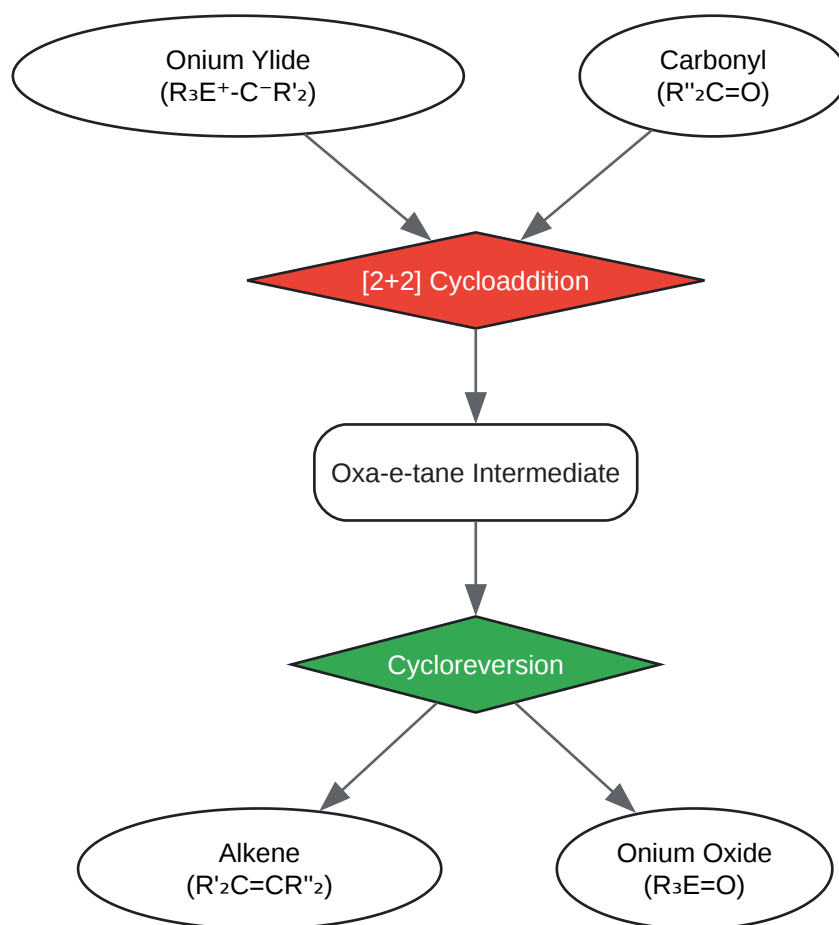 Onium Ylide
(R₃E⁺-C⁻R'₂)
Carbonyl
(R"₂C=O)
[2+2] Cycloaddition
Oxa-e-tane Intermediate
Cycloreversion
Alkene
(R'₂C=CR"₂)
Onium Oxide
(R₃E=O)